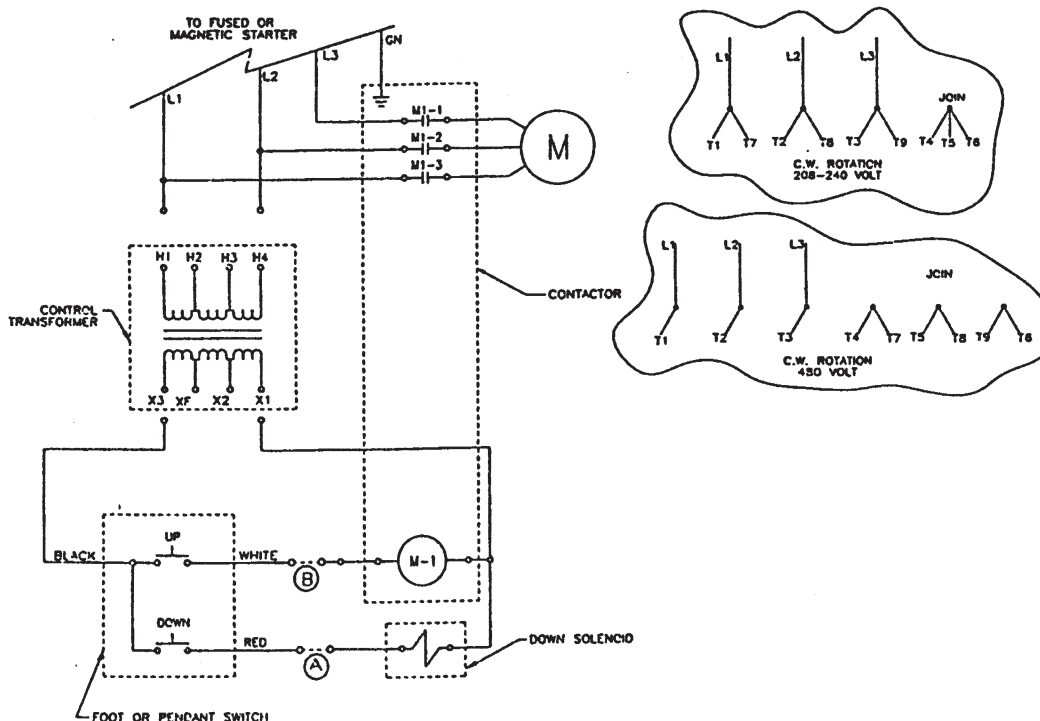 TO FUSED OR
MAGNETIC STARTER
GN
L3
L2
L1
M1-1
M1-2
M1-3
M
H1 H2 H3 H4
CONTROL
TRANSFORMER
X3 XF X2 X1
CONTACTOR
UP
BLACK
WHITE
B
M-1
DOWN
RED
A
DOWN SOLENOID
FOOT OR PENDANT SWITCH
L1 L2 L3
JOIN
T1 T7 T2 T8 T3 T9 T4 T5 T6
C.W. ROTATION
208-240 VOLT
L1 L2 L3
JOIN
T1 T2 T3 T4 T7 T5 T8 T9 T6
C.W. ROTATION
480 VOLT